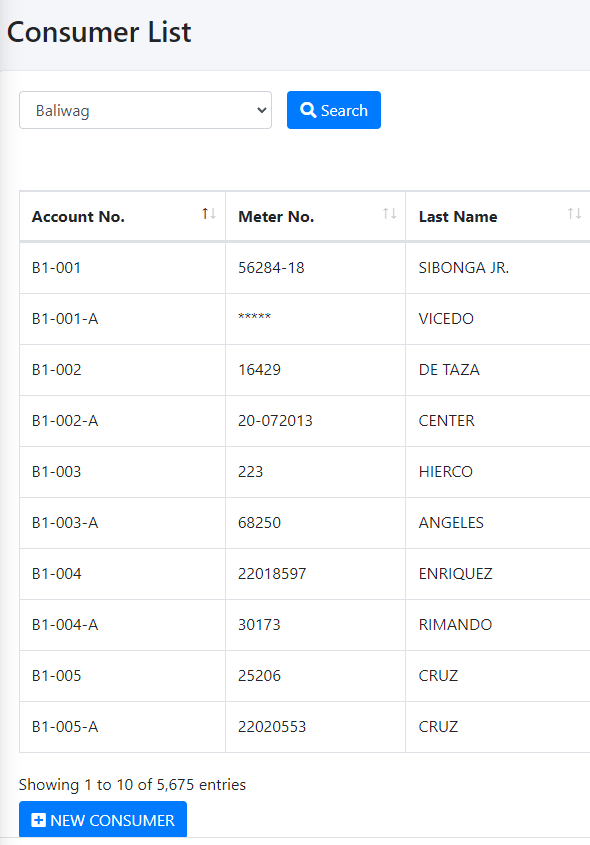 Consumer List
Baliwag
Search
Account No. Meter No. Last Name
B1-001 56284-18 SIBONGA JR.
B1-001-A ***** VICEDO
B1-002 16429 DE TAZA
B1-002-A 20-072013 CENTER
B1-003 223 HIERCO
B1-003-A 68250 ANGELES
B1-004 22018597 ENRIQUEZ
B1-004-A 30173 RIMANDO
B1-005 25206 CRUZ
B1-005-A 22020553 CRUZ
Showing 1 to 10 of 5,675 entries
NEW CONSUMER